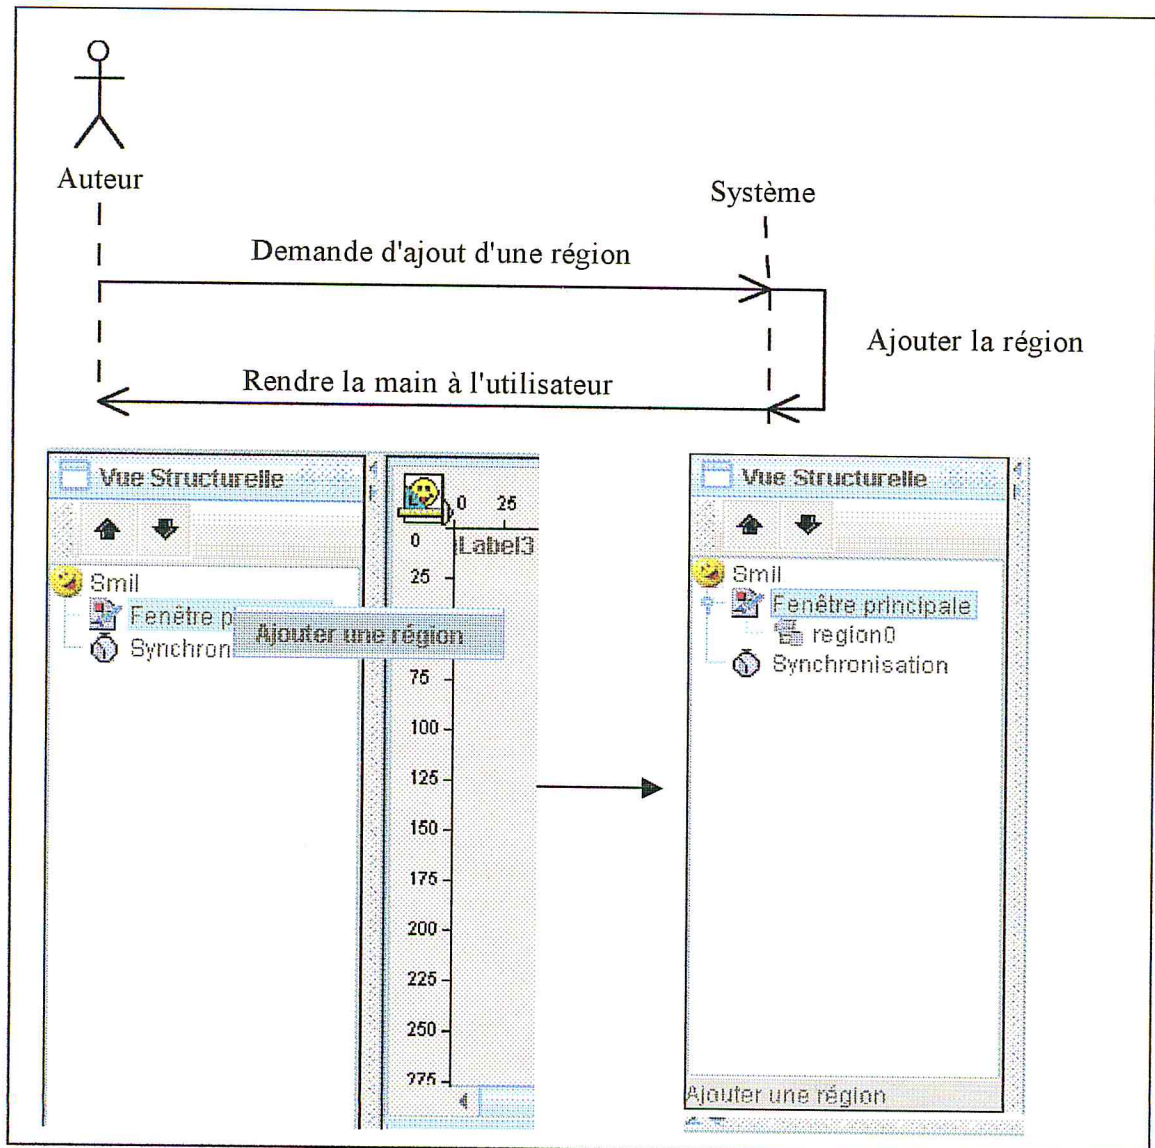 Auteur
Système
Demande d'ajout d'une région
Ajouter la région
Rendre la main à l'utilisateur
Vue Structurelle
Smil
Fenêtre p
Ajouter une région
Synchron
0 25
Label3
0
25
75
100
125
150
175
200
225
250
275
Vue Structurelle
Smil
Fenêtre principale
region0
Synchronisation
Ajouter une région